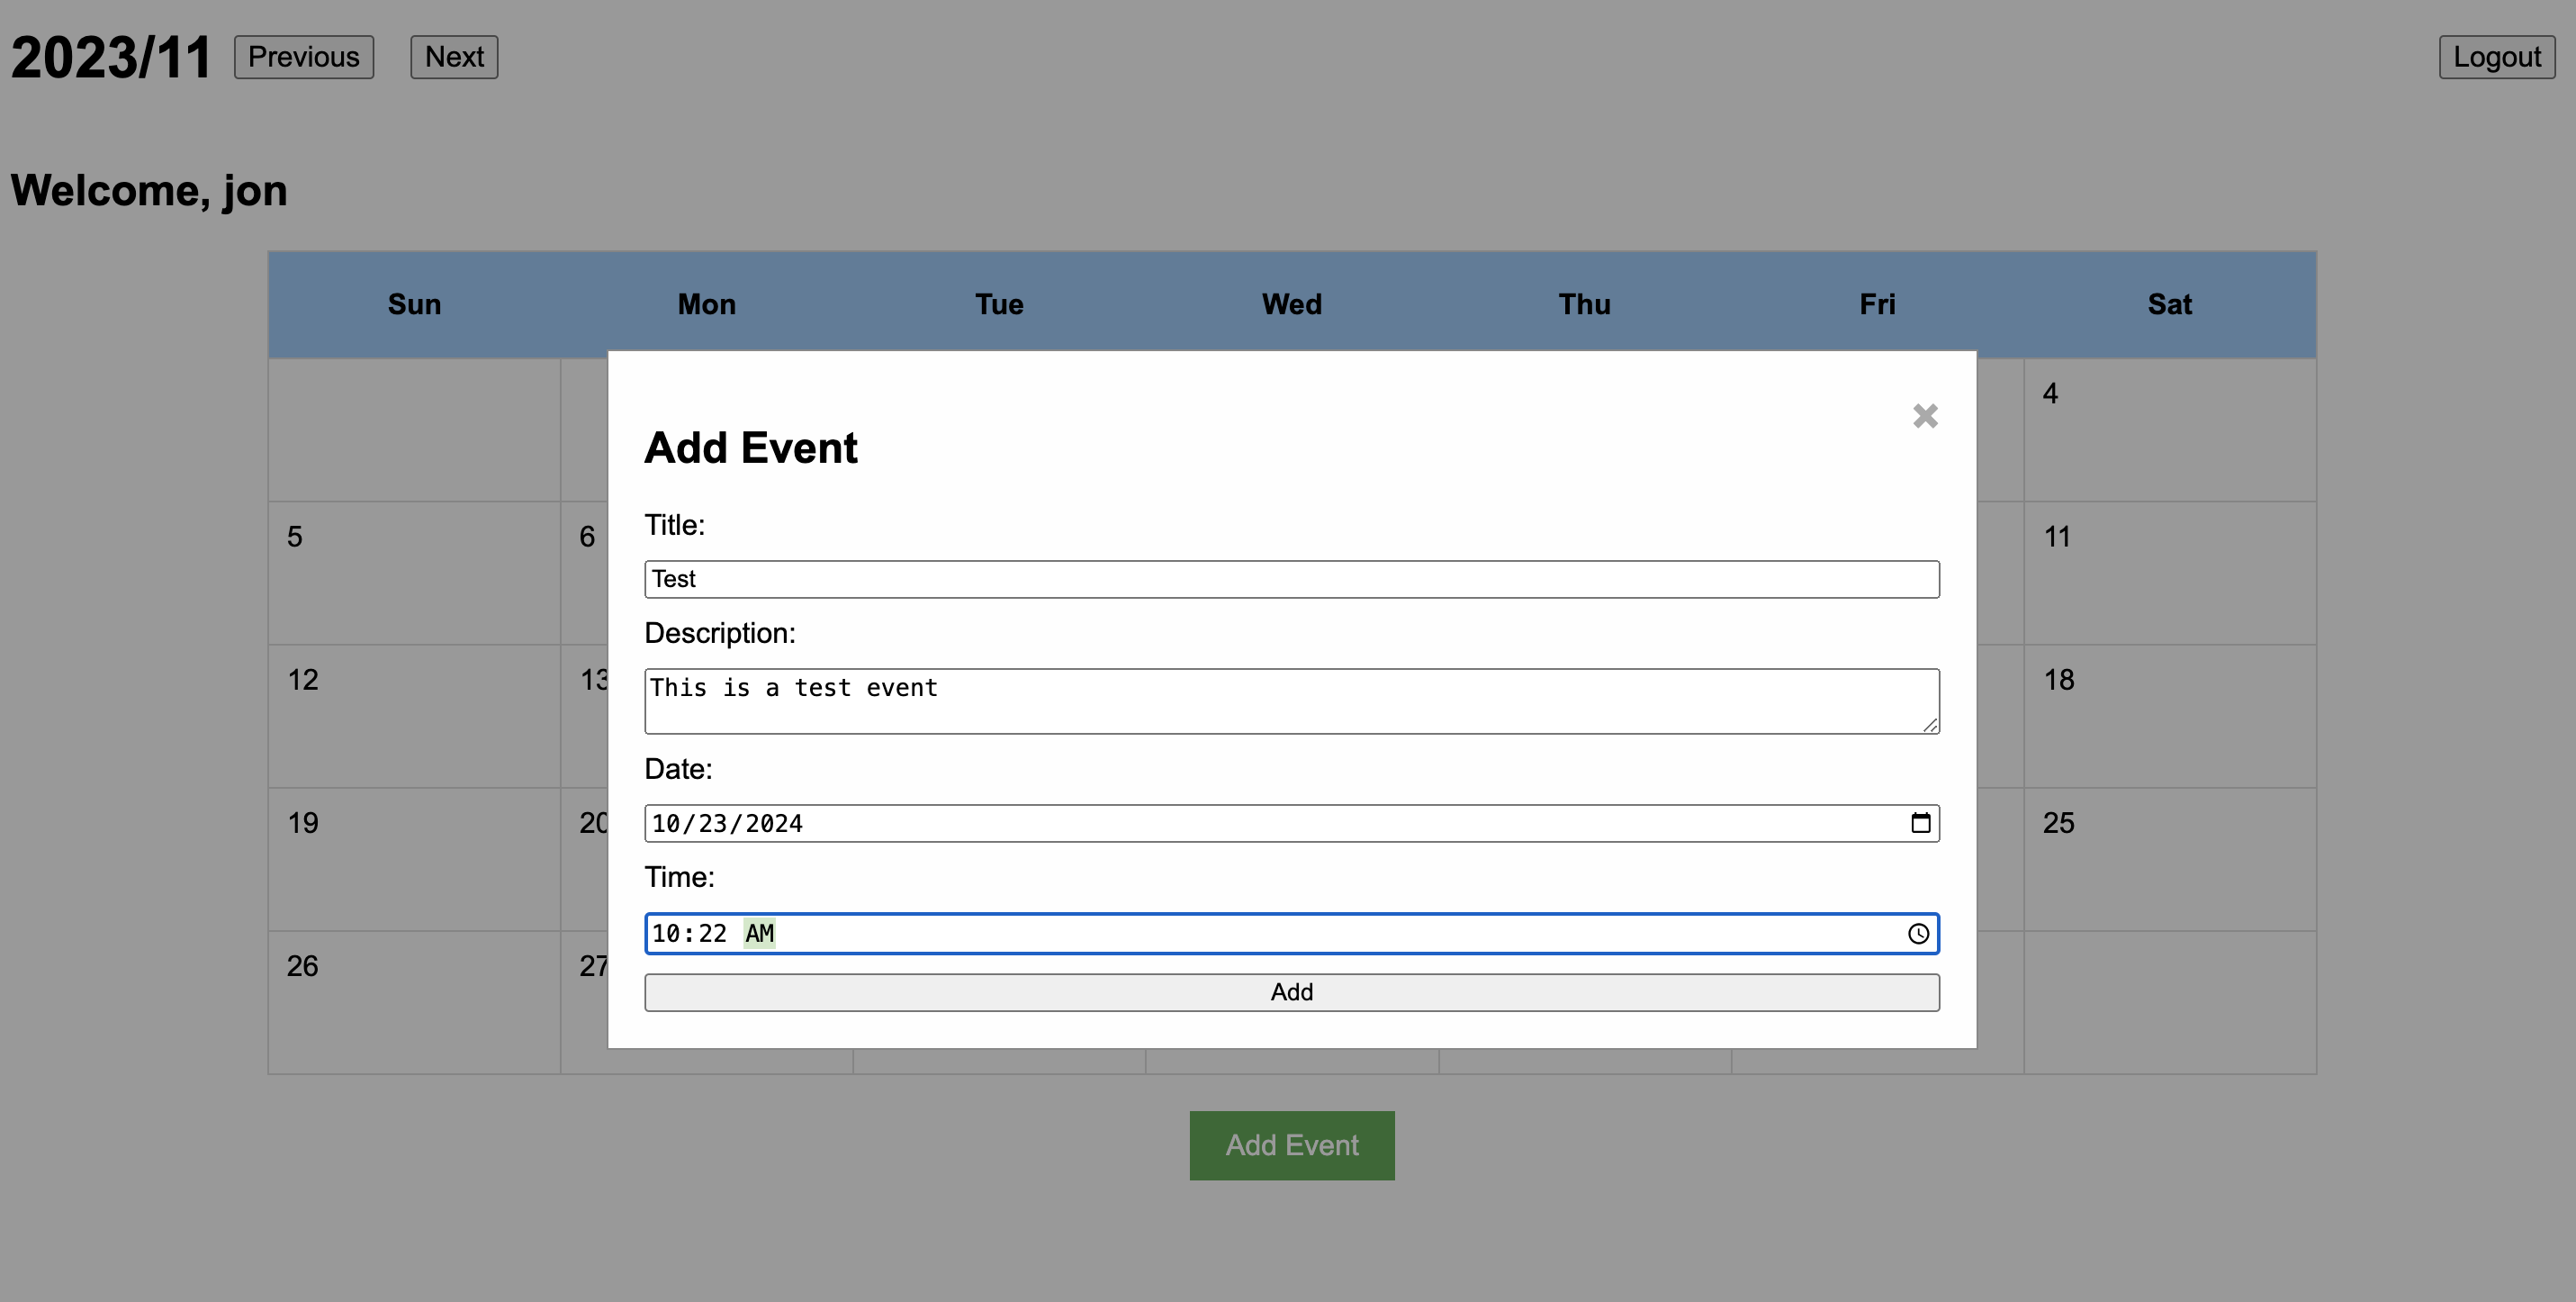 2023/11 Previous Next Logout
Welcome, jon
Sun Mon Tue Wed Thu Fri Sat
4
Add Event
Title:
Test
5 6 11
Description:
This is a test event
12 13 18
Date:
10/23/2024
19 20 25
Time:
10:22 AM
26 27
Add
Add Event